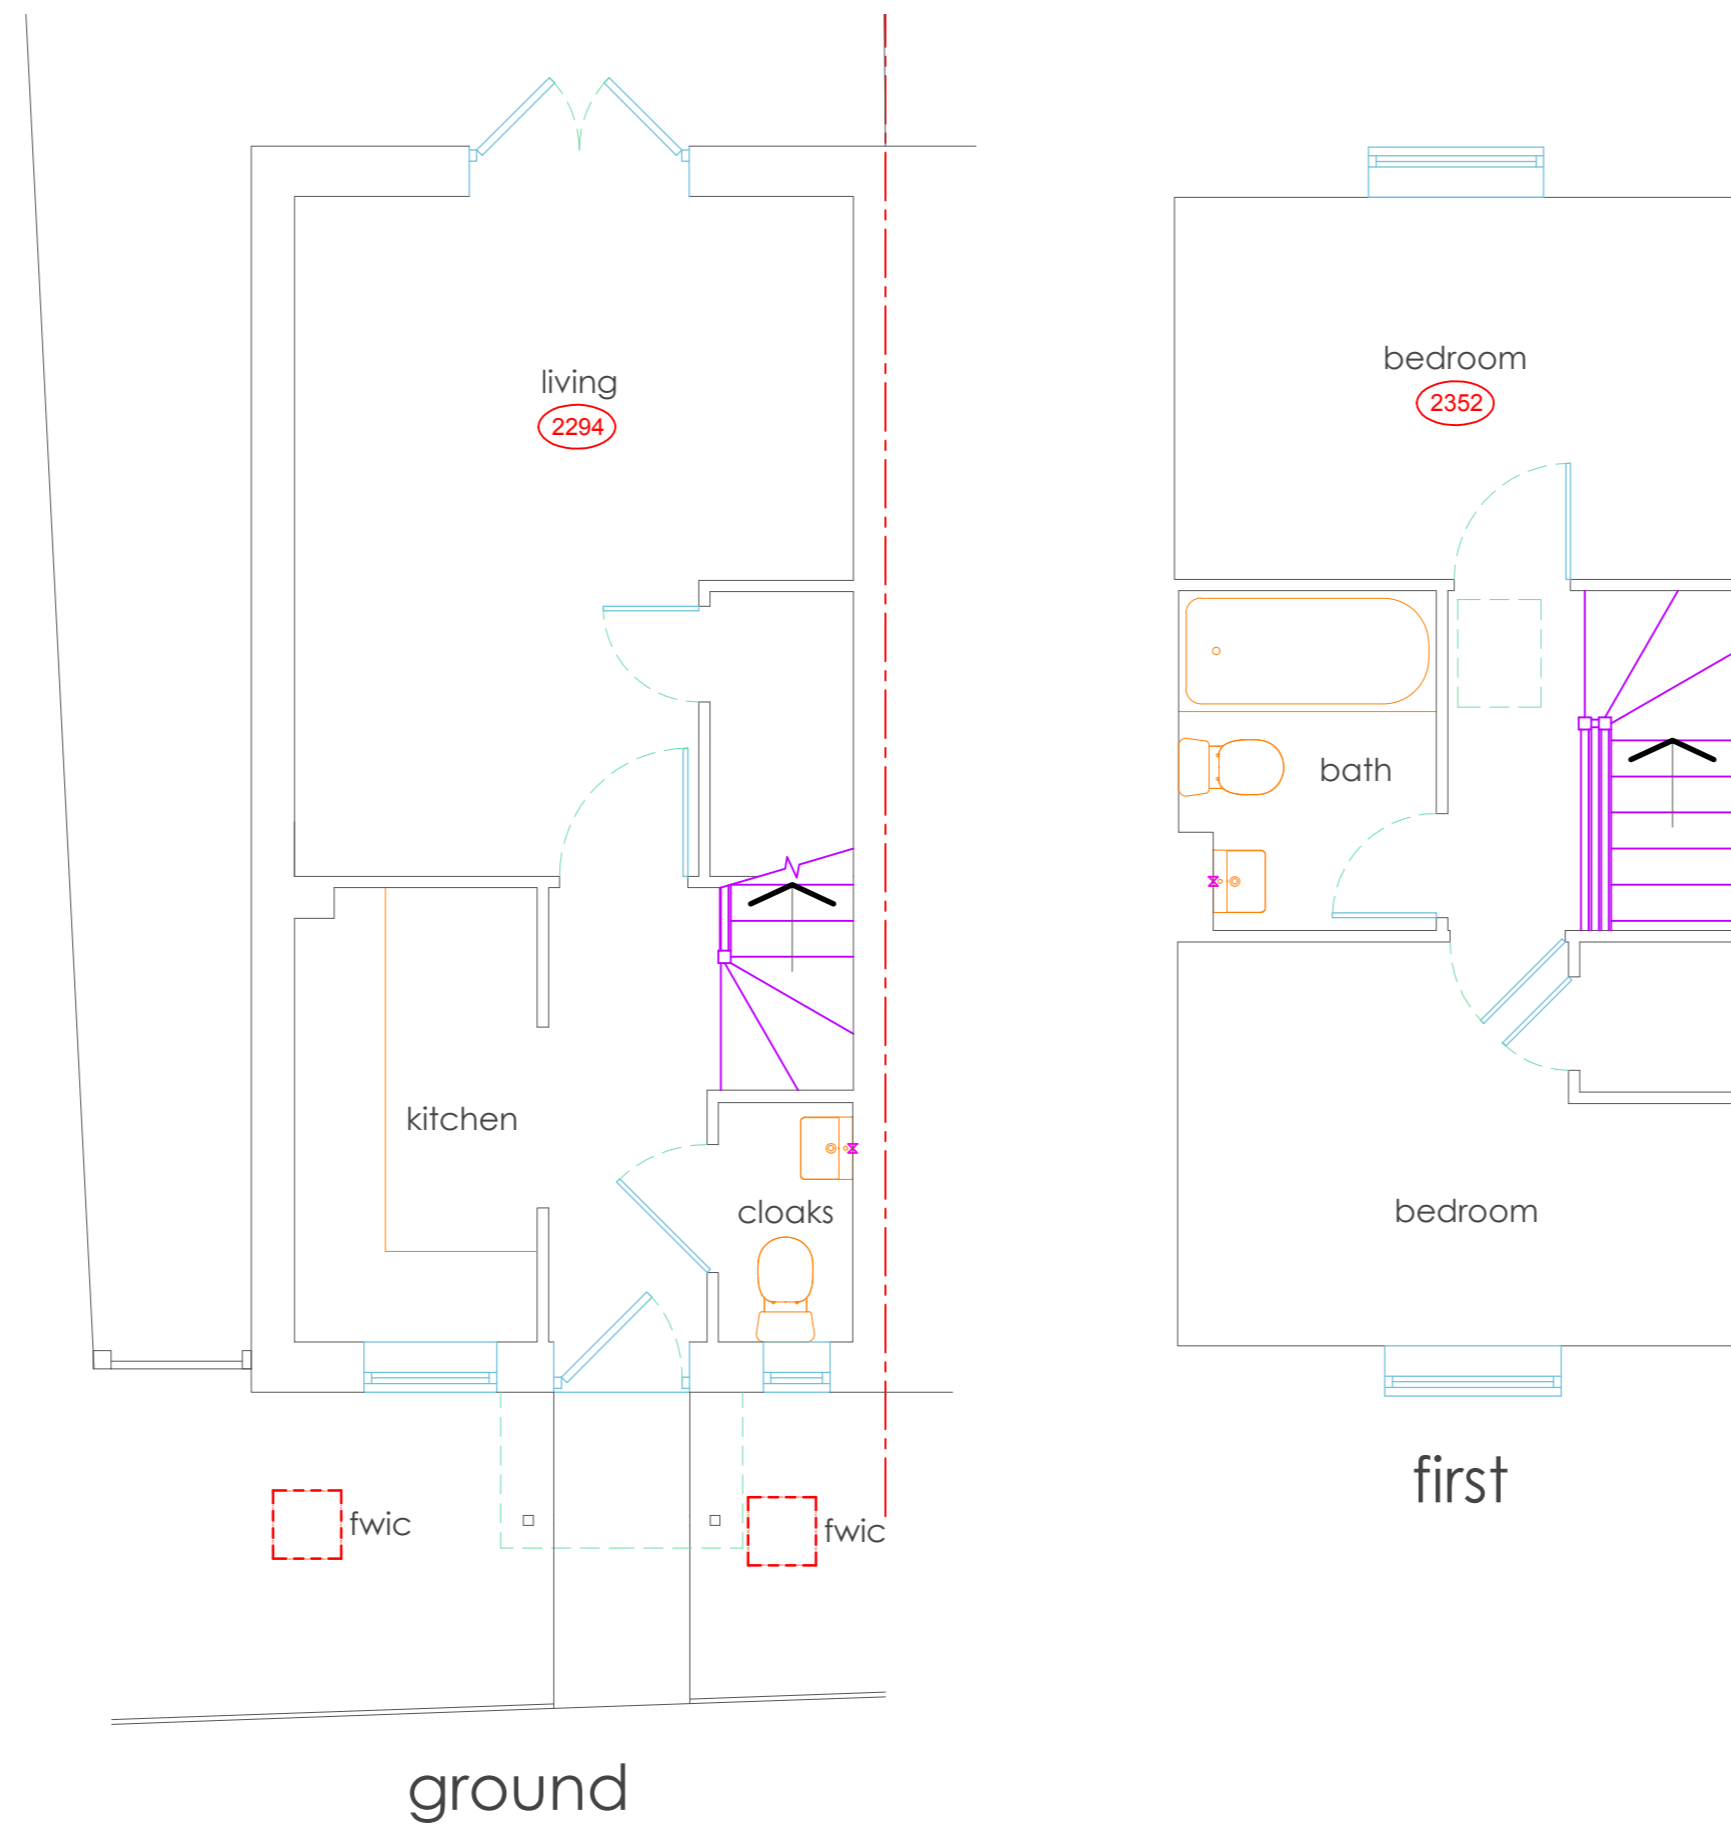 living
2294
kitchen
cloaks
fwic
fwic
ground
bedroom
2352
bath
bedroom
first